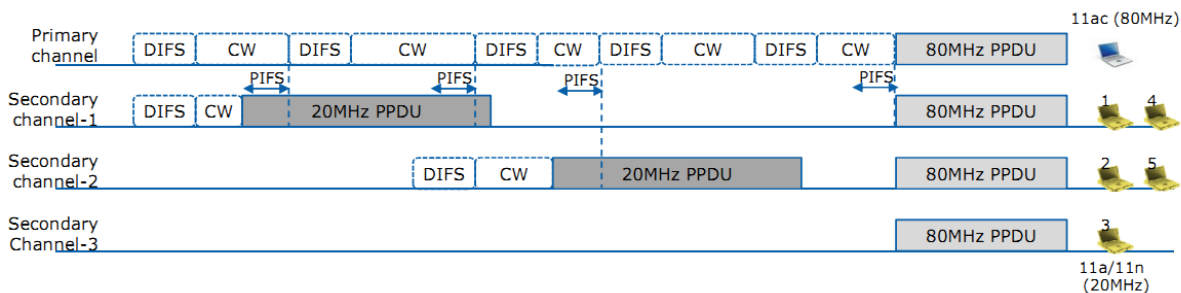 11ac (80MHz)
Primary channel
DIFS CW DIFS CW DIFS CW DIFS CW DIFS CW 80MHz PPDU
PIFS PIFS PIFS PIFS
Secondary channel-1
DIFS CW 20MHz PPDU 80MHz PPDU 1 4
Secondary channel-2
DIFS CW 20MHz PPDU 80MHz PPDU 2 5
Secondary Channel-3
80MHz PPDU 3
11a/11n
(20MHz)